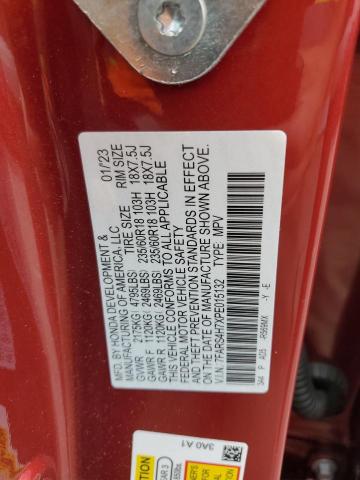 MFD. BY HONDA DEVELOPMENT & 01/'23
MANUFACTURING OF AMERICA, LLC
TIRE SIZE RIM SIZE
GVWR 2175KG( 4795LBS)
GAWR F 1120KG( 2469LBS) 235/60R18 103H 18X7.5J
GAWR R 1120KG( 2469LBS) 235/60R18 103H 18X7.5J
THIS VEHICLE CONFORMS TO ALL APPLICABLE
FEDERAL MOTOR VEHICLE SAFETY
AND THEFT PREVENTION STANDARDS IN EFFECT
ON THE DATE OF MANUFACTURE SHOWN ABOVE.
V.I.N. 7FARS4H7XPE015132 TYPE: MPV
3A4 P A05 R569MX -Y -E
3A0 A1